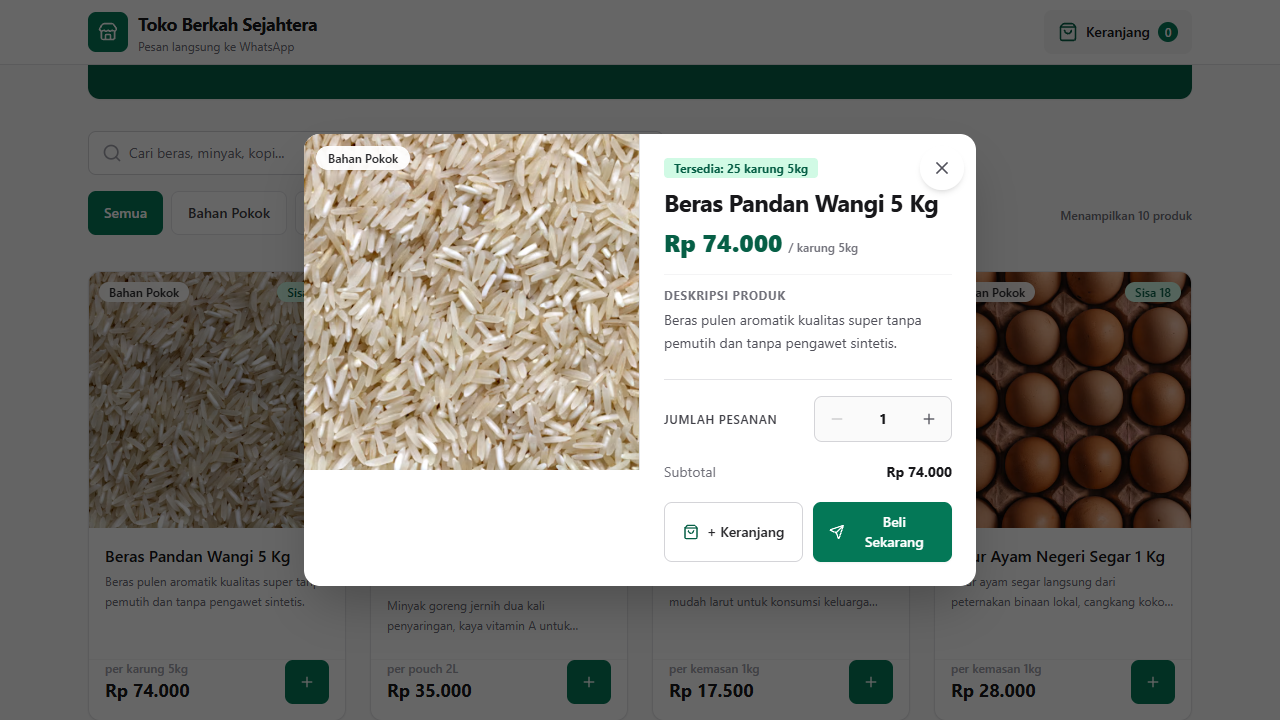 Toko Berkah Sejahtera
Pesan langsung ke WhatsApp
Keranjang 0
Cari beras, minyak, kopi...
Semua
Bahan Pokok
Menampilkan 10 produk
Bahan Pokok
Tersedia: 25 karung 5kg
Beras Pandan Wangi 5 Kg
Rp 74.000 / karung 5kg
DESKRIPSI PRODUK
Beras pulen aromatik kualitas super tanpa
pemutih dan tanpa pengawet sintetis.
JUMLAH PESANAN
1
Subtotal
Rp 74.000
+ Keranjang
Beli
Sekarang
Bahan Pokok
Beras Pandan Wangi 5 Kg
Beras pulen aromatik kualitas super
pemutih dan tanpa pengawet sintetis.
per karung 5kg
Rp 74.000
+
Minyak goreng jernih dua kali
penyaringan, kaya vitamin A untuk...
per pouch 2L
Rp 35.000
+
mudah larut untuk konsumsi keluarga...
per kemasan 1kg
Rp 17.500
+
Pokok
Sisa 18
Ayam Negeri Segar 1 Kg
ayam segar langsung dari
peternakan binaan lokal, cangkang koko...
per kemasan 1kg
Rp 28.000
+